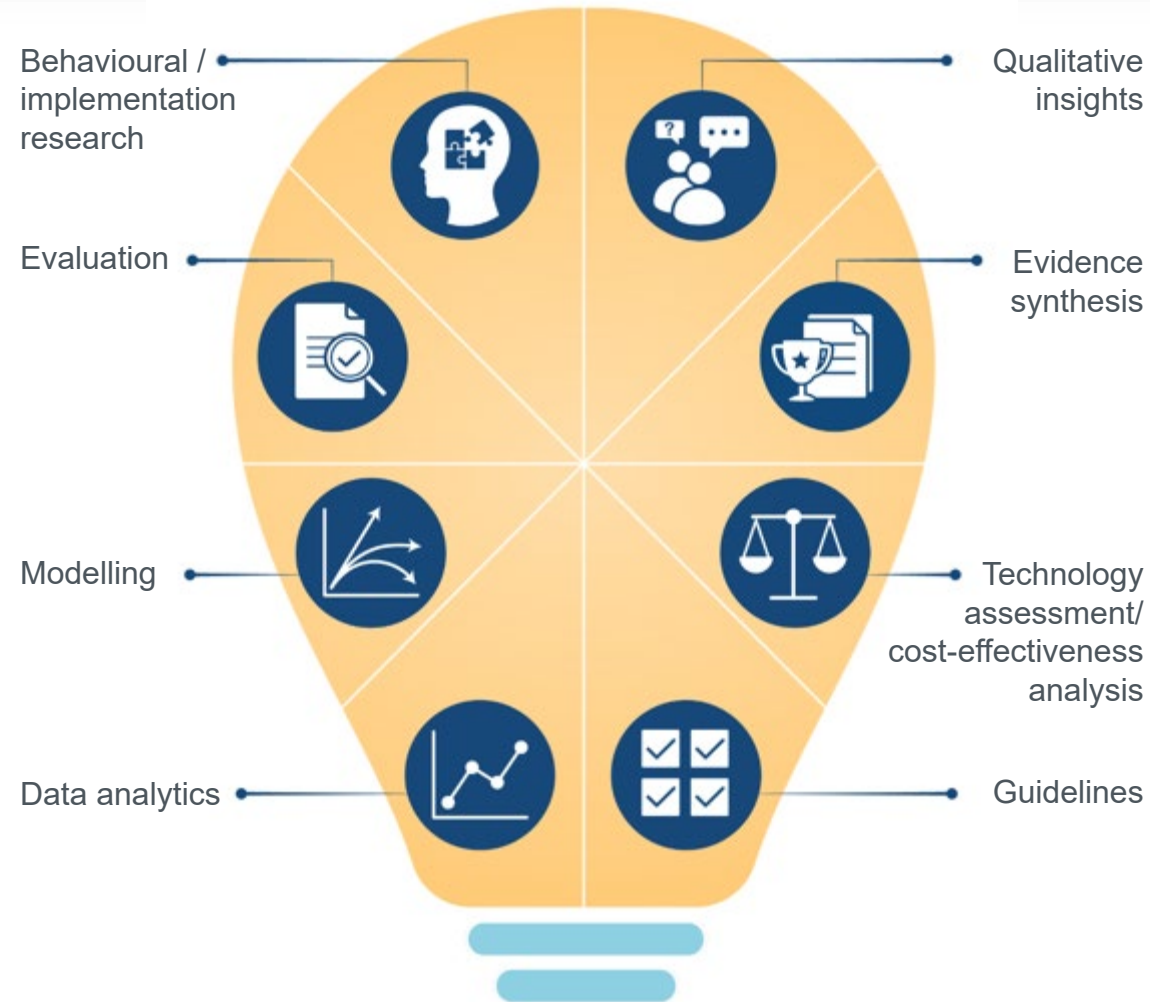 Behavioural /
implementation
research
Qualitative
insights
?
Evaluation
Evidence
synthesis
Modelling
Technology
assessment/
cost-effectiveness
analysis
Data analytics
Guidelines